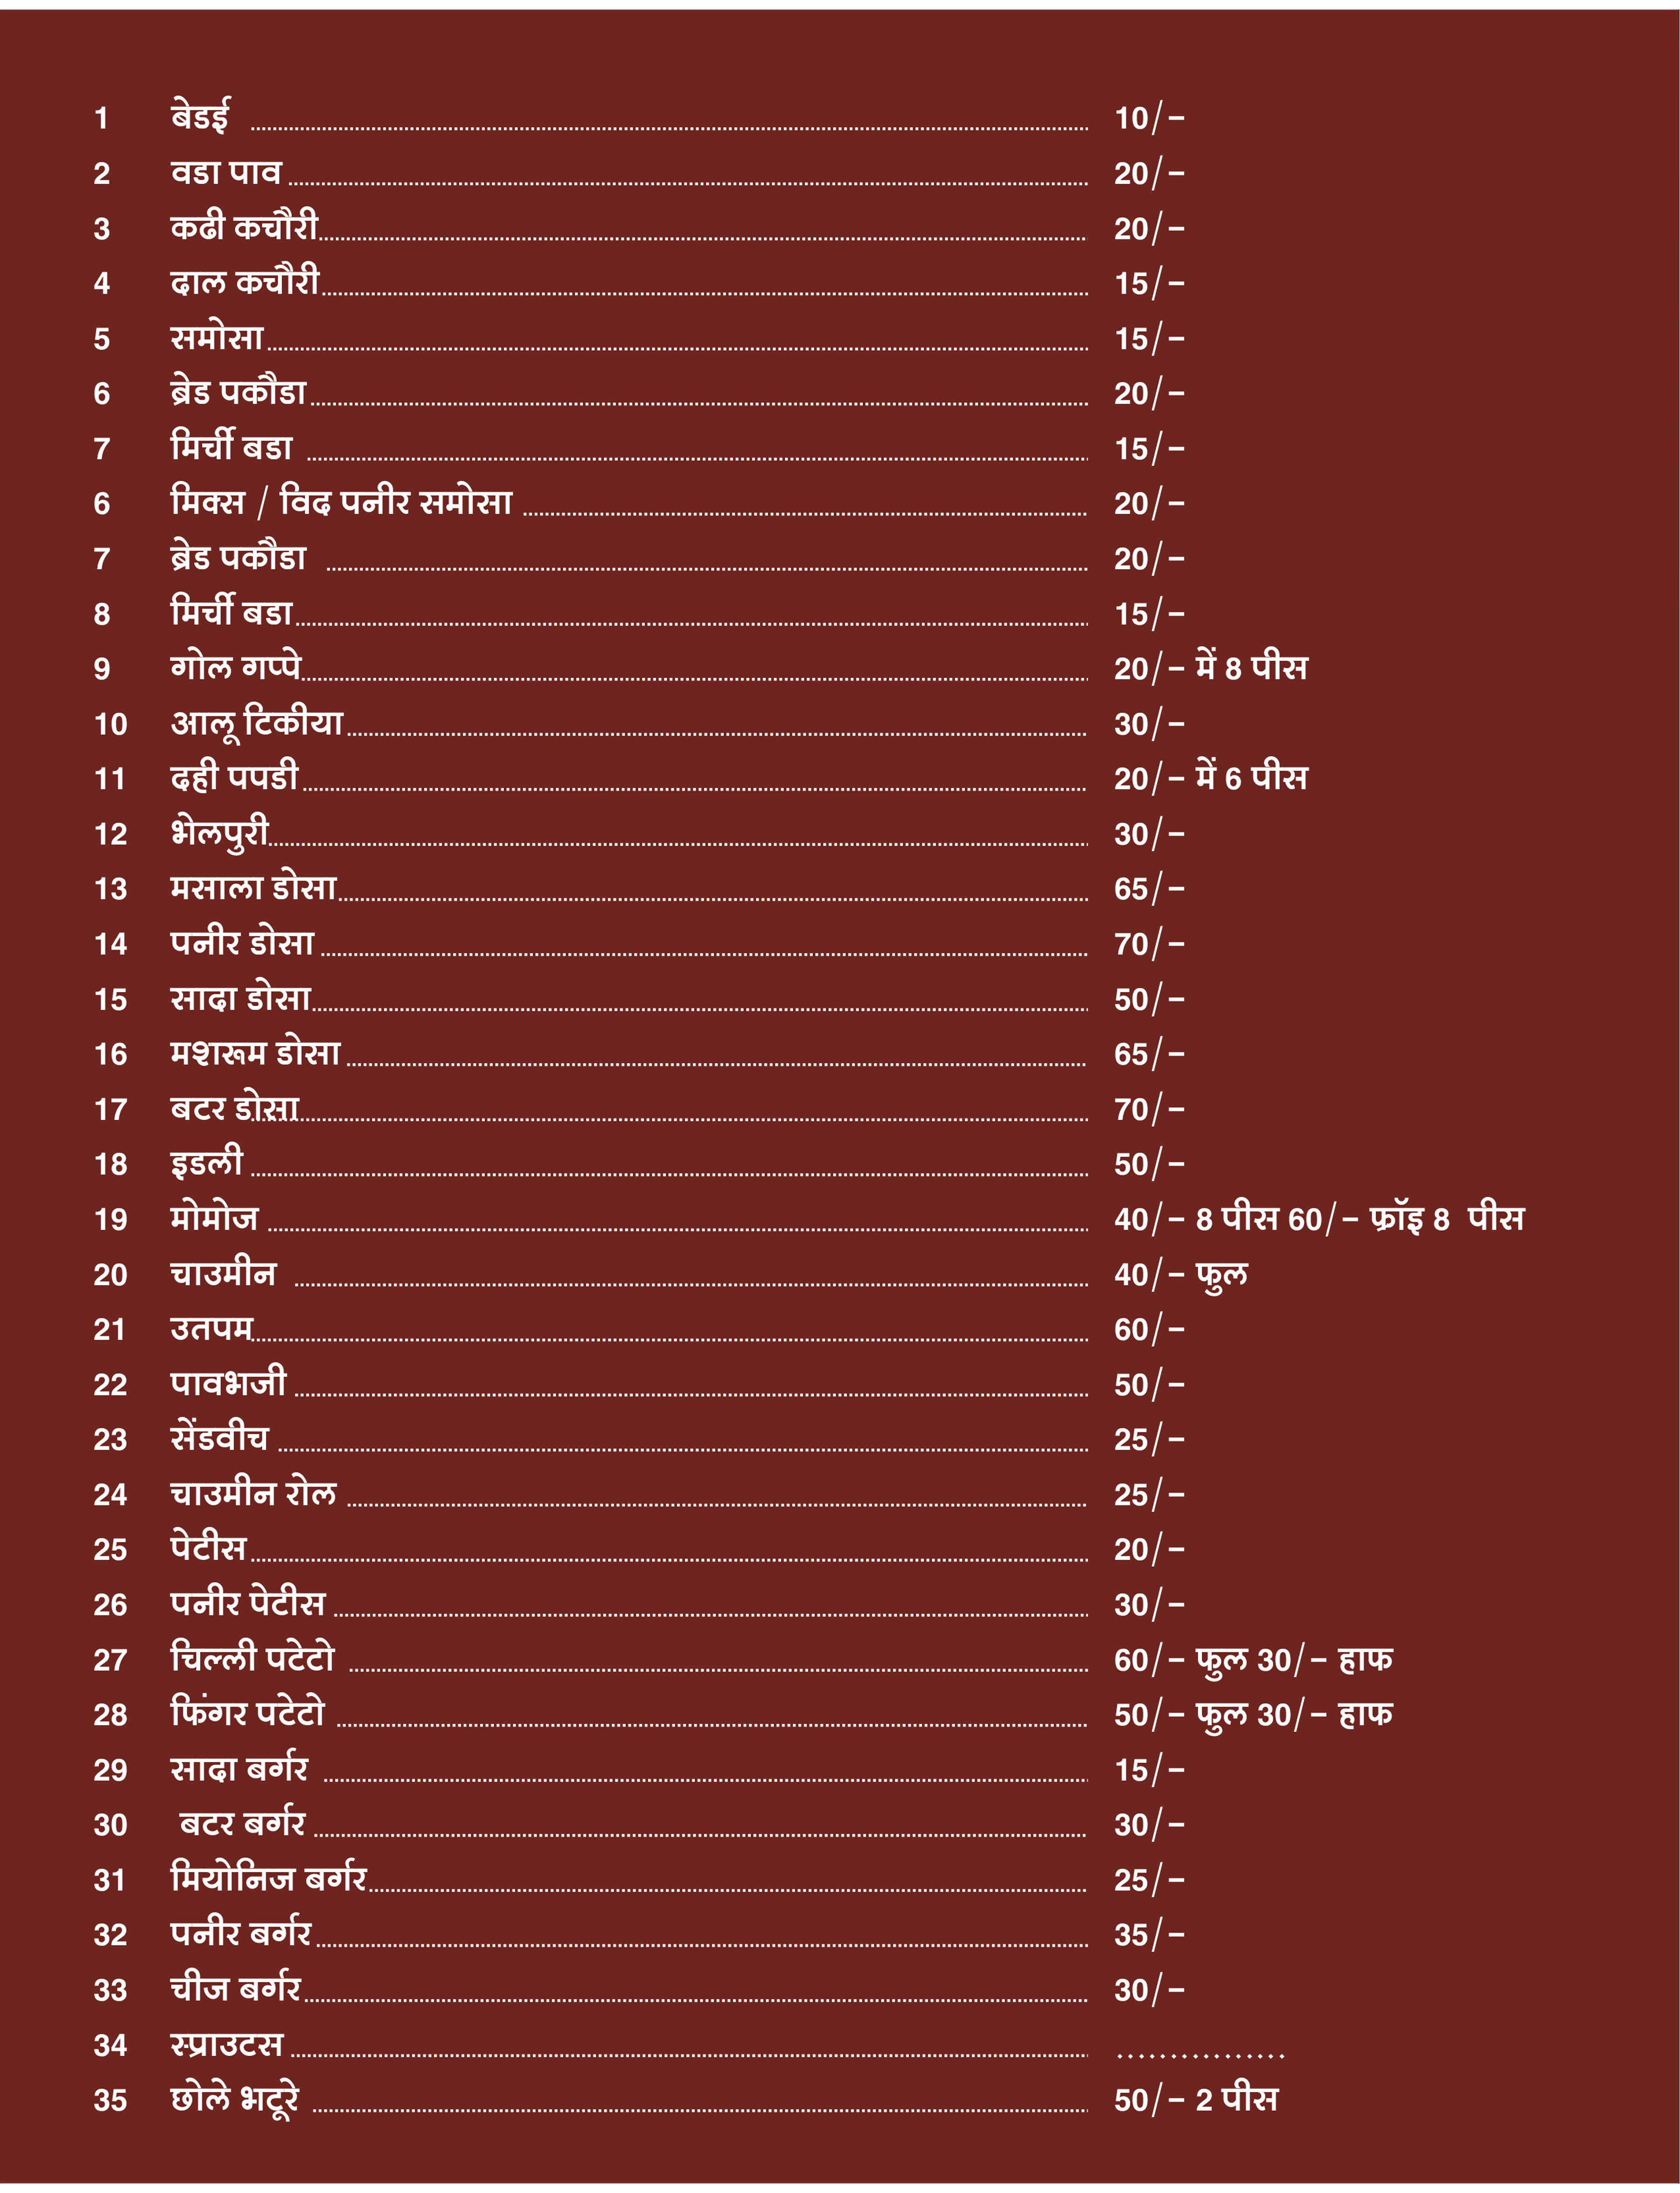 1 बेडई 10/-
2 वडा पाव 20/-
3 कढी कचौरी 20/-
4 दाल कचौरी 15/-
5 समोसा 15/-
6 ब्रेड पकौडा 20/-
7 मिर्ची बडा 15/-
6 मिक्स / विद पनीर समोसा 20/-
7 ब्रेड पकौडा 20/-
8 मिर्ची बडा 15/-
9 गोल गप्पे 20/- में 8 पीस
10 आलू टिकीया 30/-
11 दही पपडी 20/- में 6 पीस
12 भेलपुरी 30/-
13 मसाला डोसा 65/-
14 पनीर डोसा 70/-
15 सादा डोसा 50/-
16 मशरूम डोसा 65/-
17 बटर डोसा 70/-
18 इडली 50/-
19 मोमोज 40/- 8 पीस 60/- फ्रॉइ 8 पीस
20 चाउमीन 40/- फुल
21 उतपम 60/-
22 पावभजी 50/-
23 सेंडवीच 25/-
24 चाउमीन रोल 25/-
25 पेटीस 20/-
26 पनीर पेटीस 30/-
27 चिल्ली पटेटो 60/- फुल 30/- हाफ
28 फिंगर पटेटो 50/- फुल 30/- हाफ
29 सादा बर्गर 15/-
30 बटर बर्गर 30/-
31 मियोनिज बर्गर 25/-
32 पनीर बर्गर 35/-
33 चीज बर्गर 30/-
34 स्प्राउटस ................
35 छोले भटूरे 50/- 2 पीस